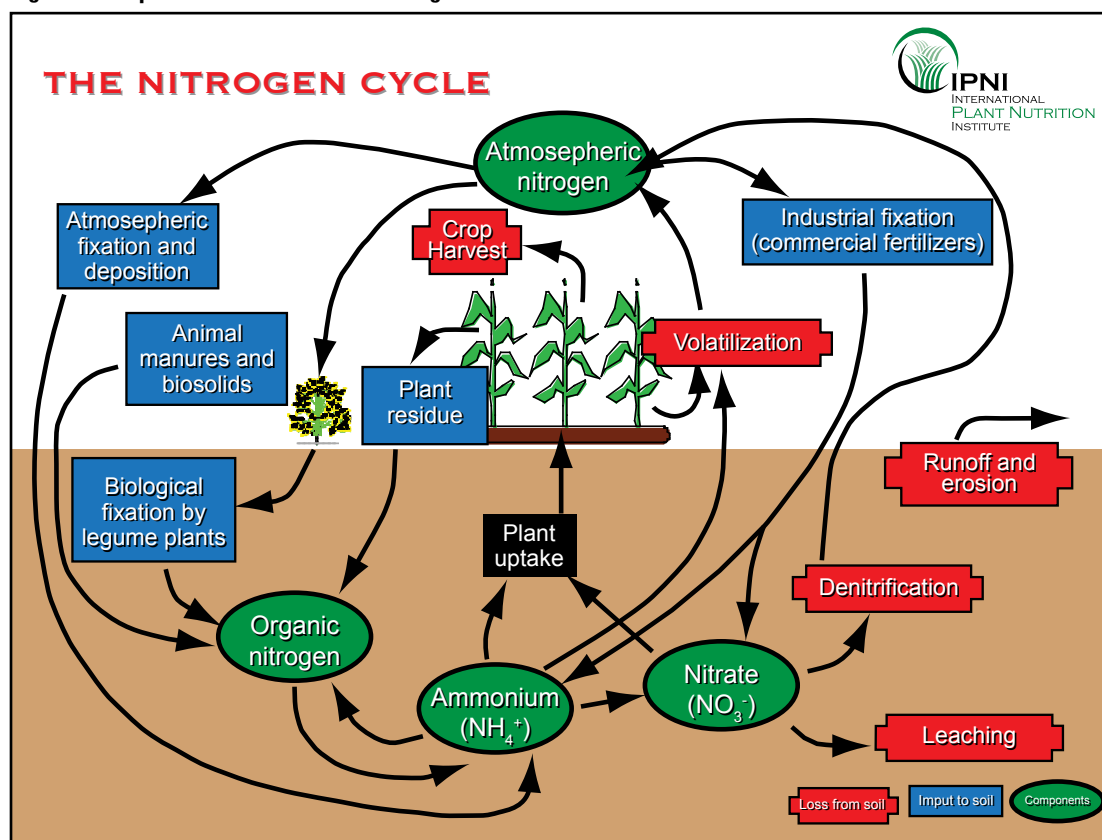 THE NITROGEN CYCLE
IPNI
INTERNATIONAL
PLANT NUTRITION
INSTITUTE
Atmosepheric
nitrogen
Atmosepheric
fixation and
deposition
Crop
Harvest
Industrial fixation
(commercial fertilizers)
Animal
manures and
biosolids
Plant
residue
Volatilization
Runoff and
erosion
Biological
fixation by
legume plants
Plant
uptake
Denitrification
Organic
nitrogen
Ammonium
(NH₄⁺)
Nitrate
(NO₃⁻)
Leaching
Loss from soil
Imput to soil
Components